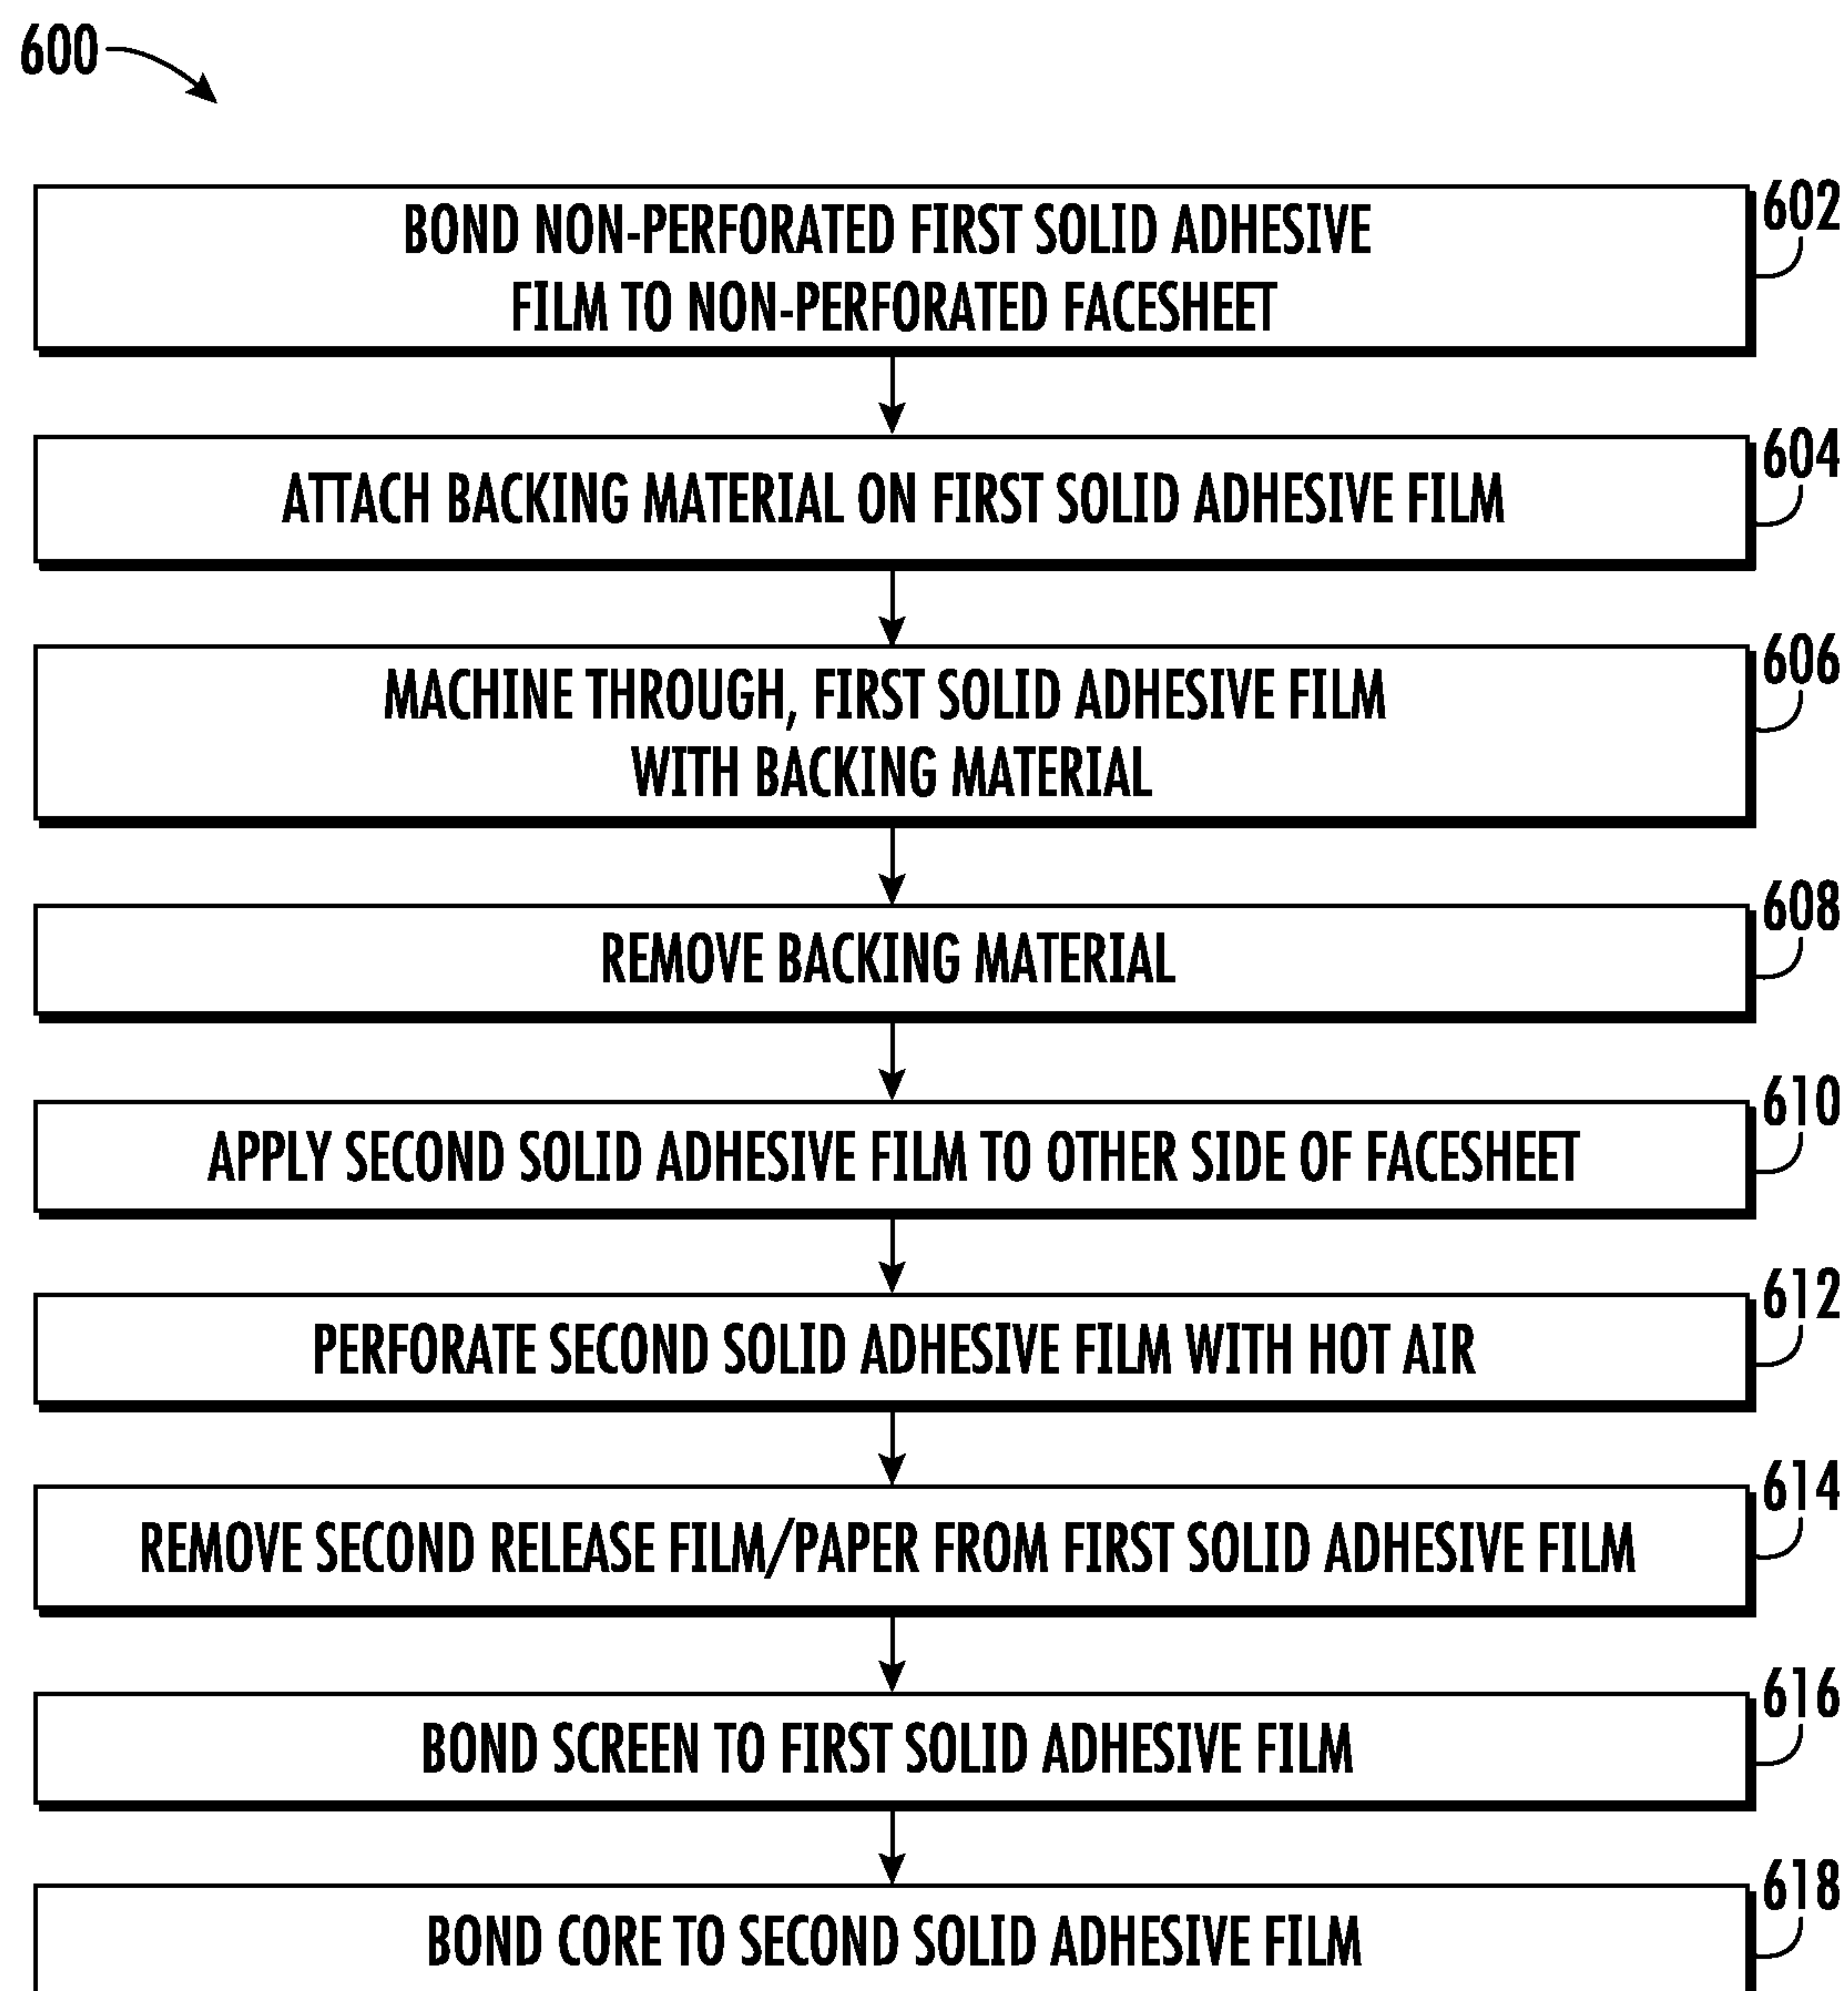 600
602
BOND NON-PERFORATED FIRST SOLID ADHESIVE
FILM TO NON-PERFORATED FACESHEET
604
ATTACH BACKING MATERIAL ON FIRST SOLID ADHESIVE FILM
606
MACHINE THROUGH, FIRST SOLID ADHESIVE FILM
WITH BACKING MATERIAL
608
REMOVE BACKING MATERIAL
610
APPLY SECOND SOLID ADHESIVE FILM TO OTHER SIDE OF FACESHEET
612
PERFORATE SECOND SOLID ADHESIVE FILM WITH HOT AIR
614
REMOVE SECOND RELEASE FILM/PAPER FROM FIRST SOLID ADHESIVE FILM
616
BOND SCREEN TO FIRST SOLID ADHESIVE FILM
618
BOND CORE TO SECOND SOLID ADHESIVE FILM